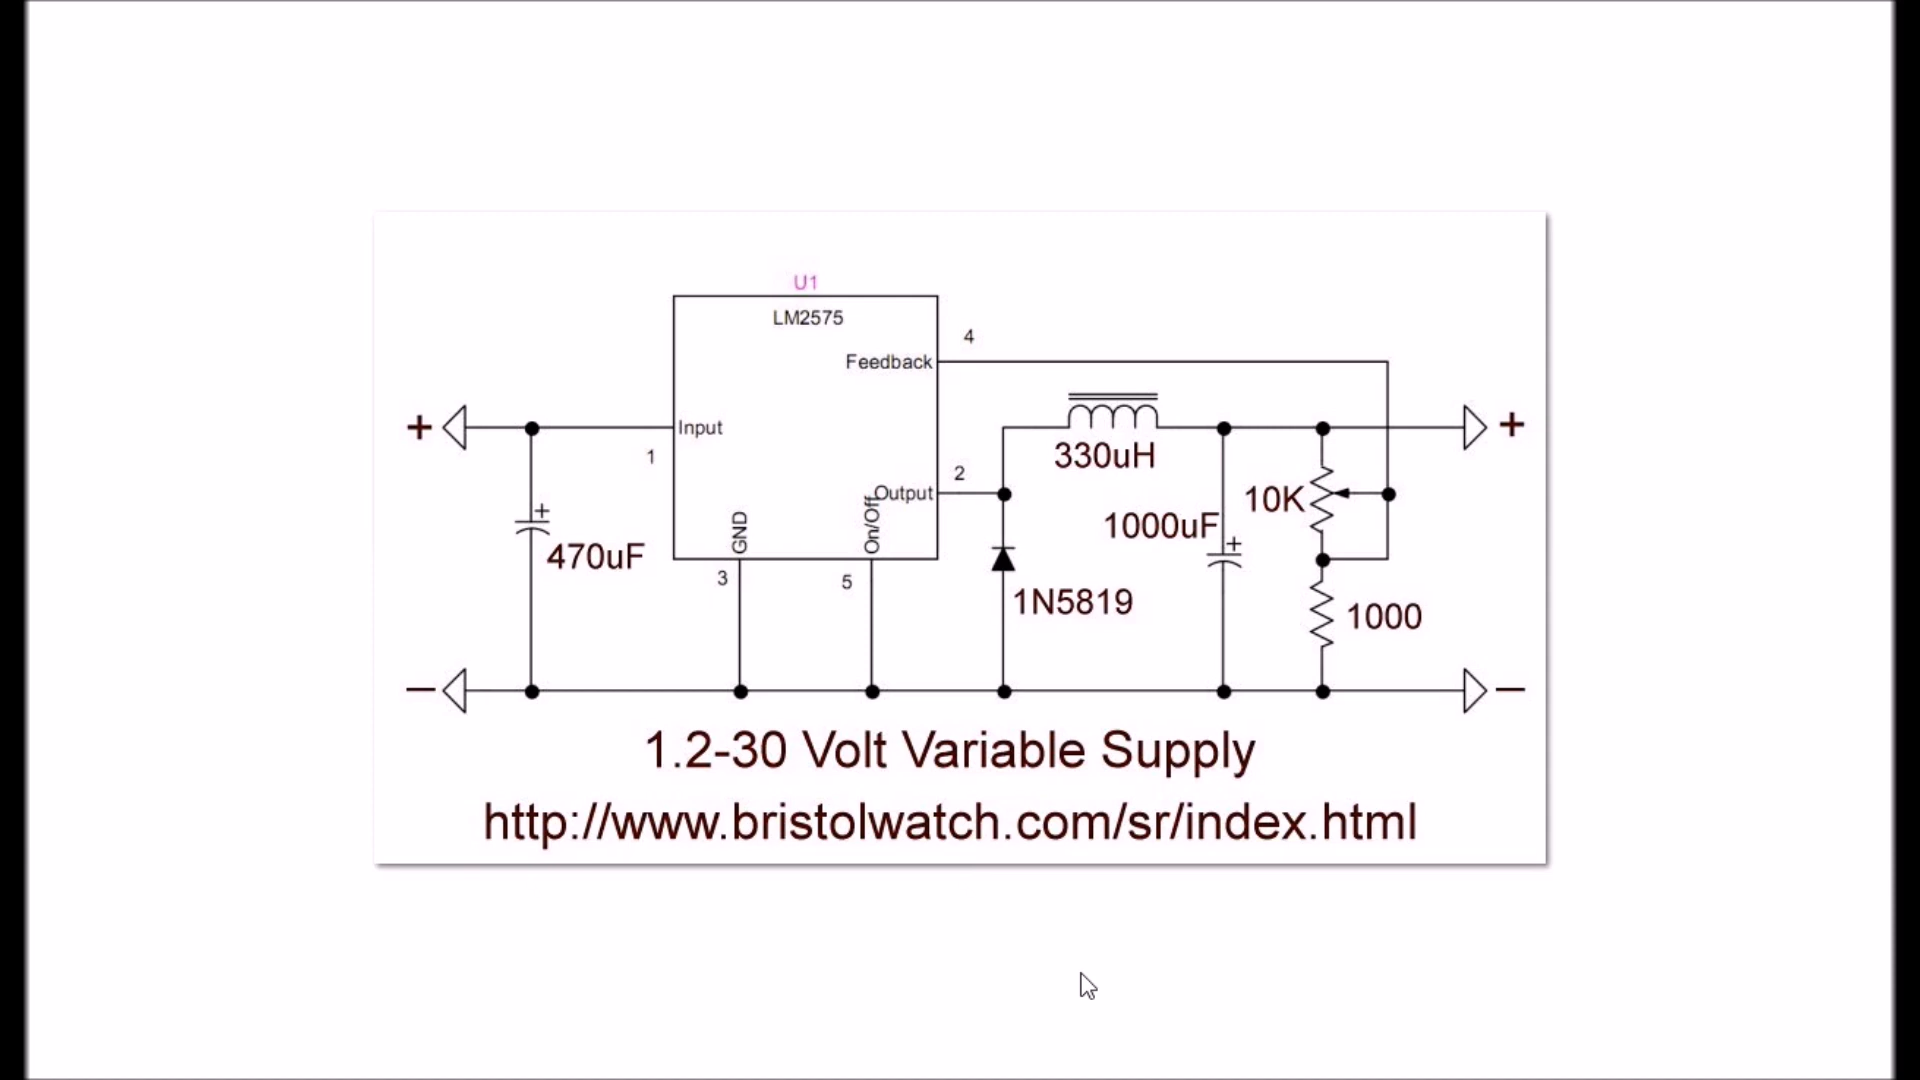 U1
LM2575
4
Feedback
+
Input
1
330uH
+
2
Output
10K
1000uF
+
+
470uF
GND
On/Off
3
5
1N5819
1000
−
−
1.2-30 Volt Variable Supply
http://www.bristolwatch.com/sr/index.html